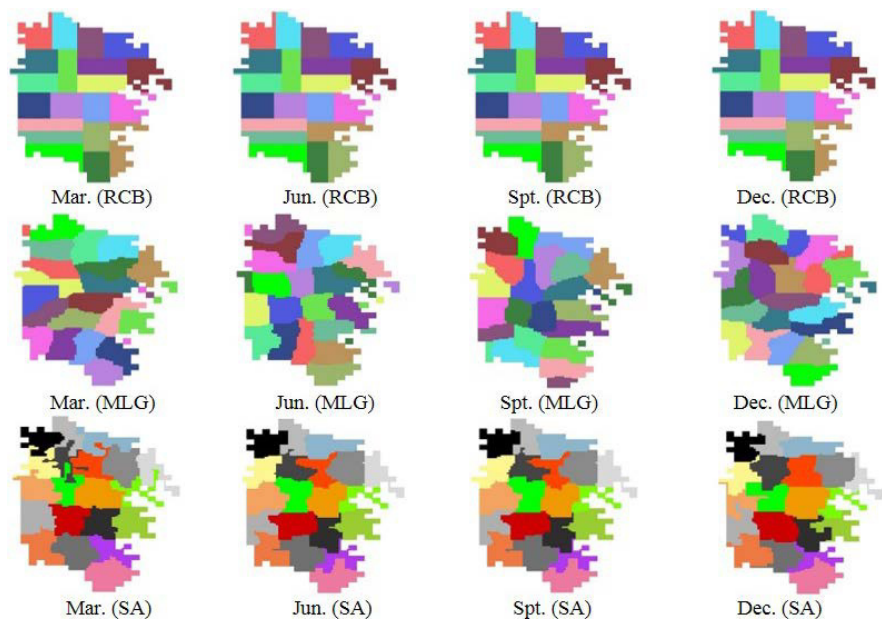 Mar. (RCB) Jun. (RCB) Spt. (RCB) Dec. (RCB)
Mar. (MLG) Jun. (MLG) Spt. (MLG) Dec. (MLG)
Mar. (SA) Jun. (SA) Spt. (SA) Dec. (SA)